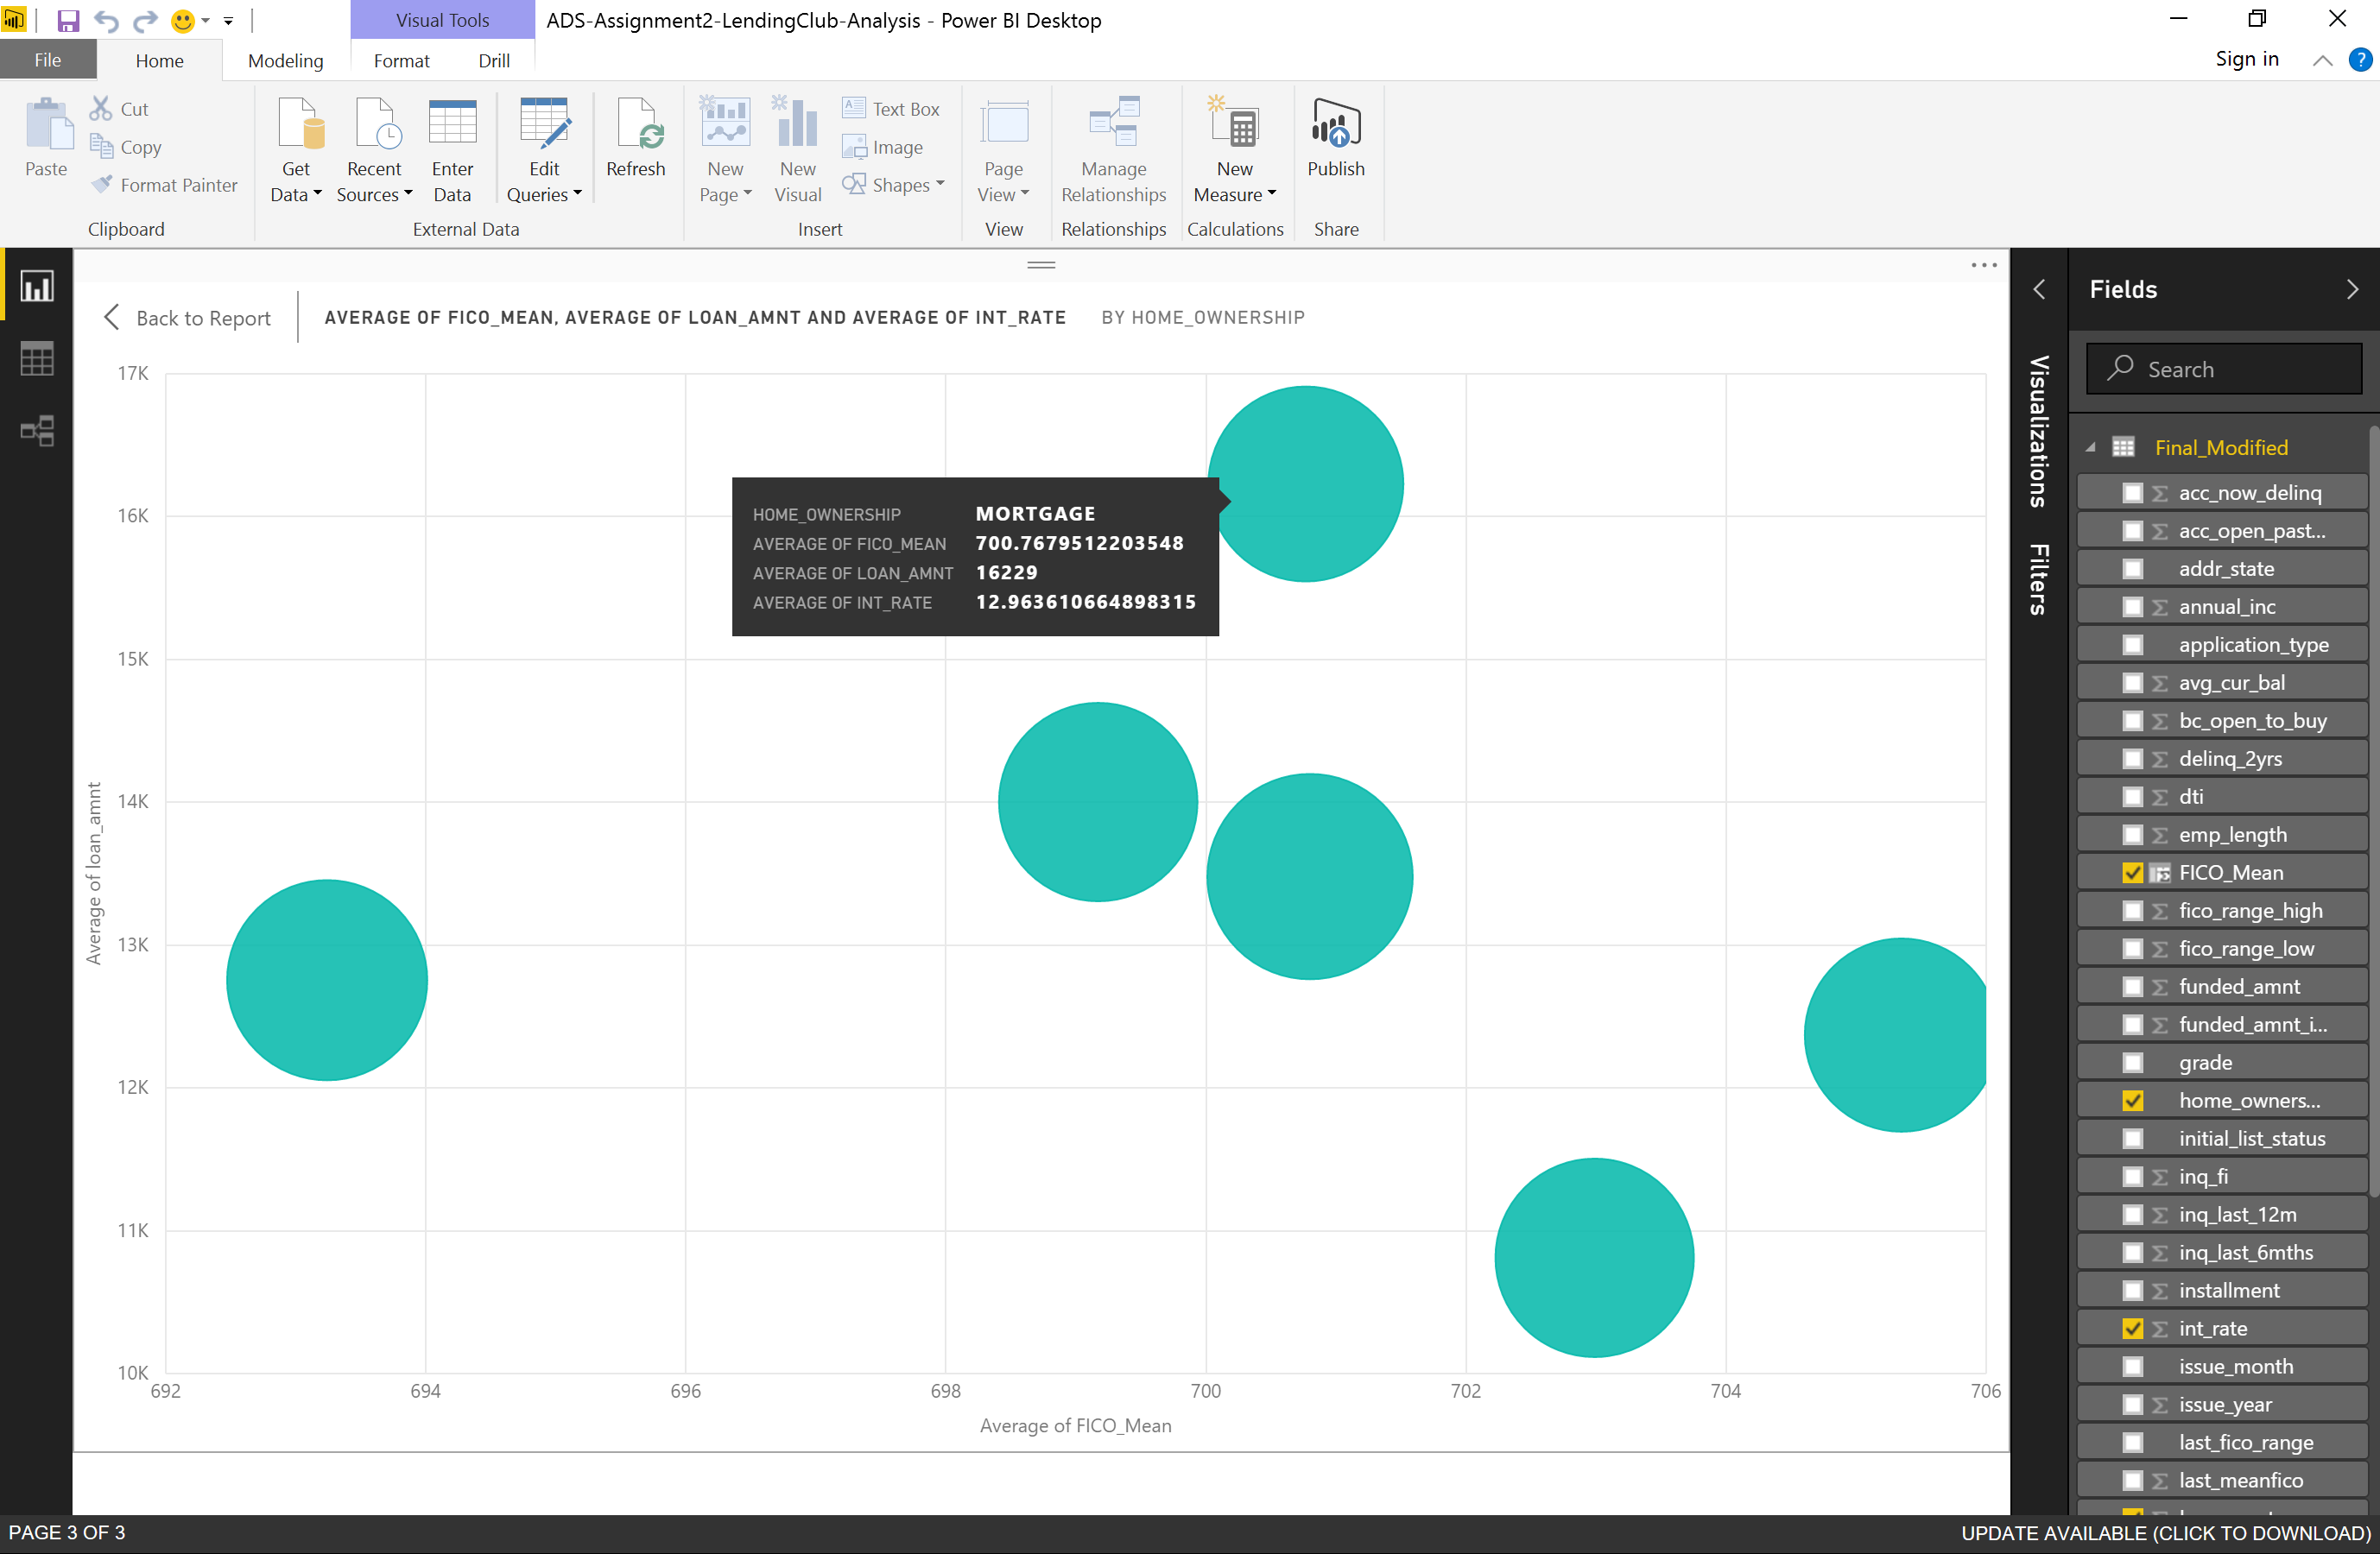 Visual Tools
ADS-Assignment2-LendingClub-Analysis - Power BI Desktop
File
Home
Modeling
Format
Drill
Sign in
?
Paste
Cut
Copy
Format Painter
Clipboard
Get Data
Recent Sources
Enter Data
Edit Queries
Refresh
External Data
New Page
New Visual
Text Box
Image
Shapes
Insert
Page View
View
Manage Relationships
Relationships
New Measure
Calculations
Publish
Share
Back to Report
AVERAGE OF FICO_MEAN, AVERAGE OF LOAN_AMNT AND AVERAGE OF INT_RATE BY HOME_OWNERSHIP
17K
16K
15K
14K
13K
12K
11K
10K
Average of loan_amnt
HOME_OWNERSHIP MORTGAGE
AVERAGE OF FICO_MEAN 700.7679512203548
AVERAGE OF LOAN_AMNT 16229
AVERAGE OF INT_RATE 12.963610664898315
692 694 696 698 700 702 704 706
Average of FICO_Mean
Visualizations
Filters
Fields
Search
Final_Modified
acc_now_delinq
acc_open_past...
addr_state
annual_inc
application_type
avg_cur_bal
bc_open_to_buy
delinq_2yrs
dti
emp_length
FICO_Mean
fico_range_high
fico_range_low
funded_amnt
funded_amnt_i...
grade
home_owners...
initial_list_status
inq_fi
inq_last_12m
inq_last_6mths
installment
int_rate
issue_month
issue_year
last_fico_range
last_meanfico
PAGE 3 OF 3
UPDATE AVAILABLE (CLICK TO DOWNLOAD)